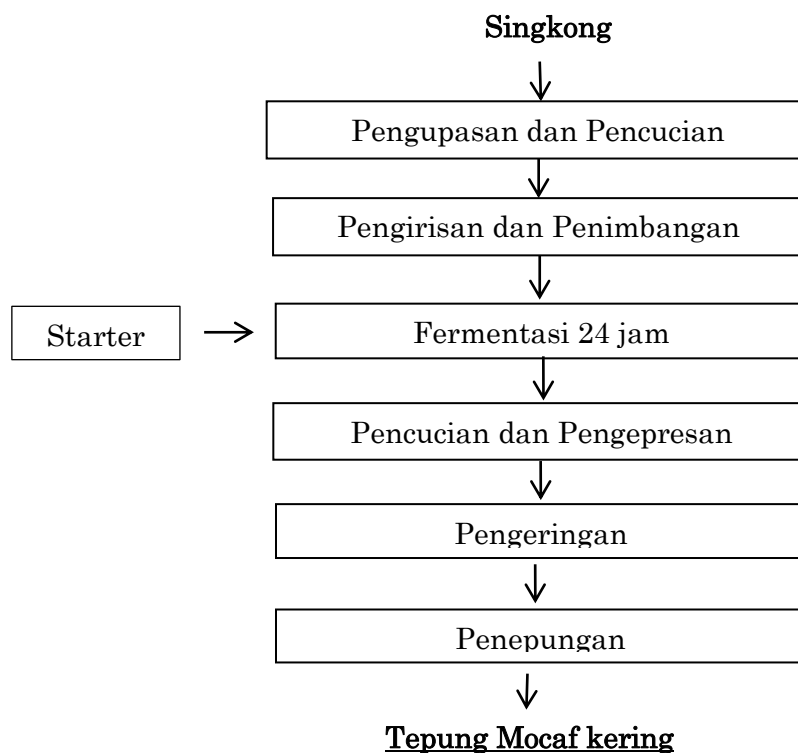 Singkong
Pengupasan dan Pencucian
Pengirisan dan Penimbangan
Starter
Fermentasi 24 jam
Pencucian dan Pengepresan
Pengeringan
Penepungan
Tepung Mocaf kering